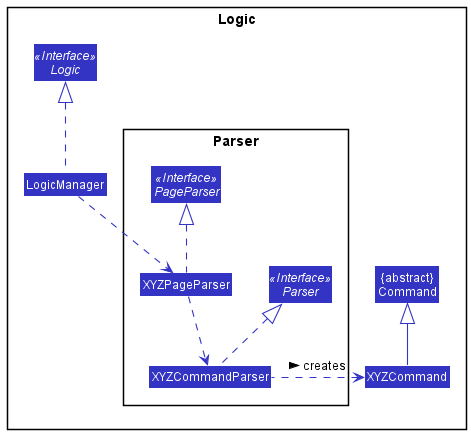 Logic
«Interface»
Logic
Parser
LogicManager
«Interface»
PageParser
XYZPageParser
«Interface»
Parser
{abstract}
Command
creates
XYZCommandParser
XYZCommand